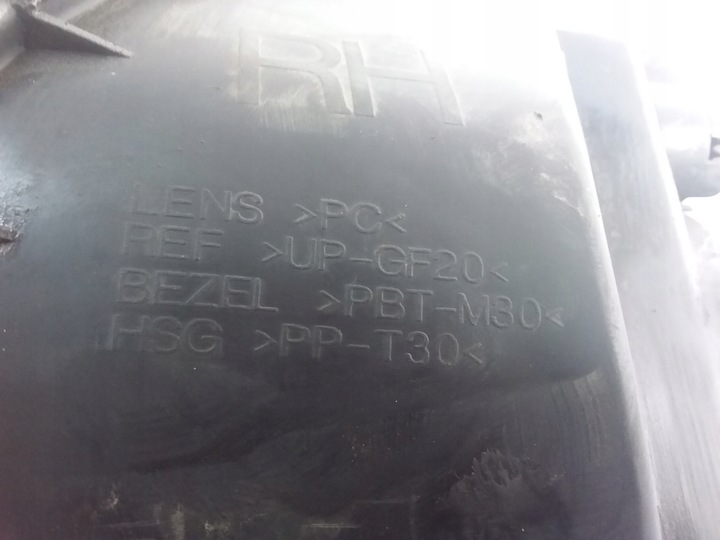 RH
LENS >PC<
REF >UP-GF20<
BEZEL >PBT-M30<
HSG >PP-T30<